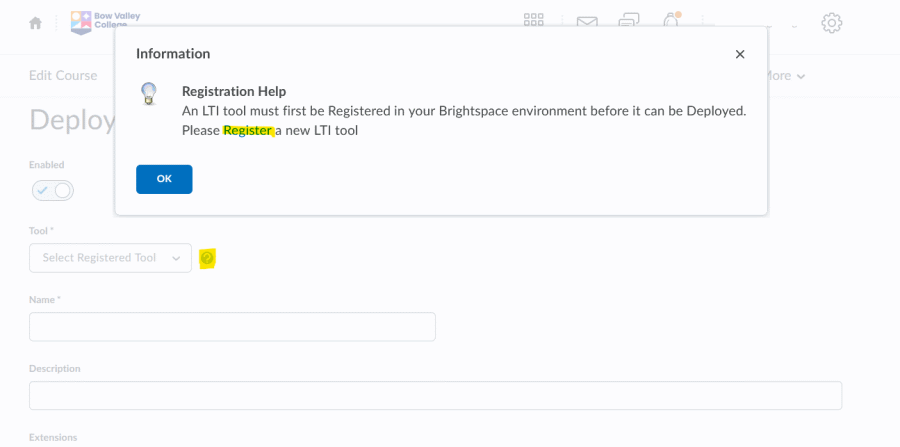 Bow Valley
College
Information
Registration Help
An LTI tool must first be Registered in your Brightspace environment before it can be Deployed.
Please Register a new LTI tool
OK
Edit Course
More
Deploy
Enabled
Tool *
Select Registered Tool
Name *
Description
Extensions